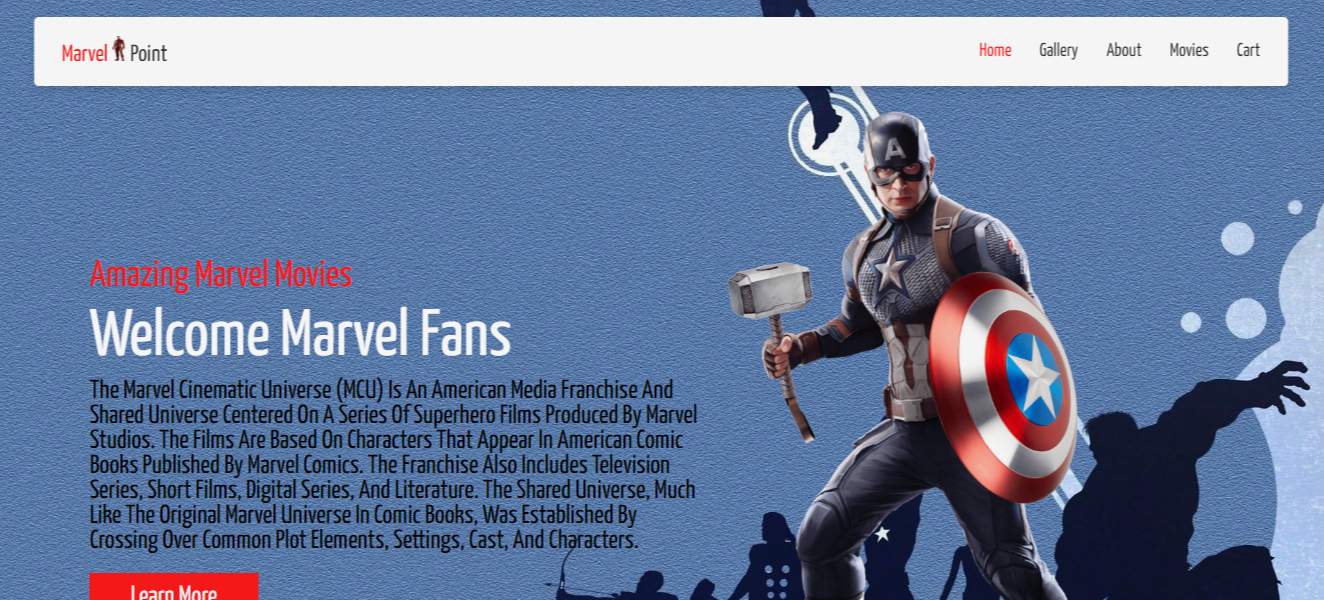 Marvel Point
Home Gallery About Movies Cart
A
Amazing Marvel Movies
Welcome Marvel Fans
The Marvel Cinematic Universe (MCU) Is An American Media Franchise And
Shared Universe Centered On A Series Of Superhero Films Produced By Marvel
Studios. The Films Are Based On Characters That Appear In American Comic
Books Published By Marvel Comics. The Franchise Also Includes Television
Series, Short Films, Digital Series, And Literature. The Shared Universe, Much
Like The Original Marvel Universe In Comic Books, Was Established By
Crossing Over Common Plot Elements, Settings, Cast, And Characters.
Learn More